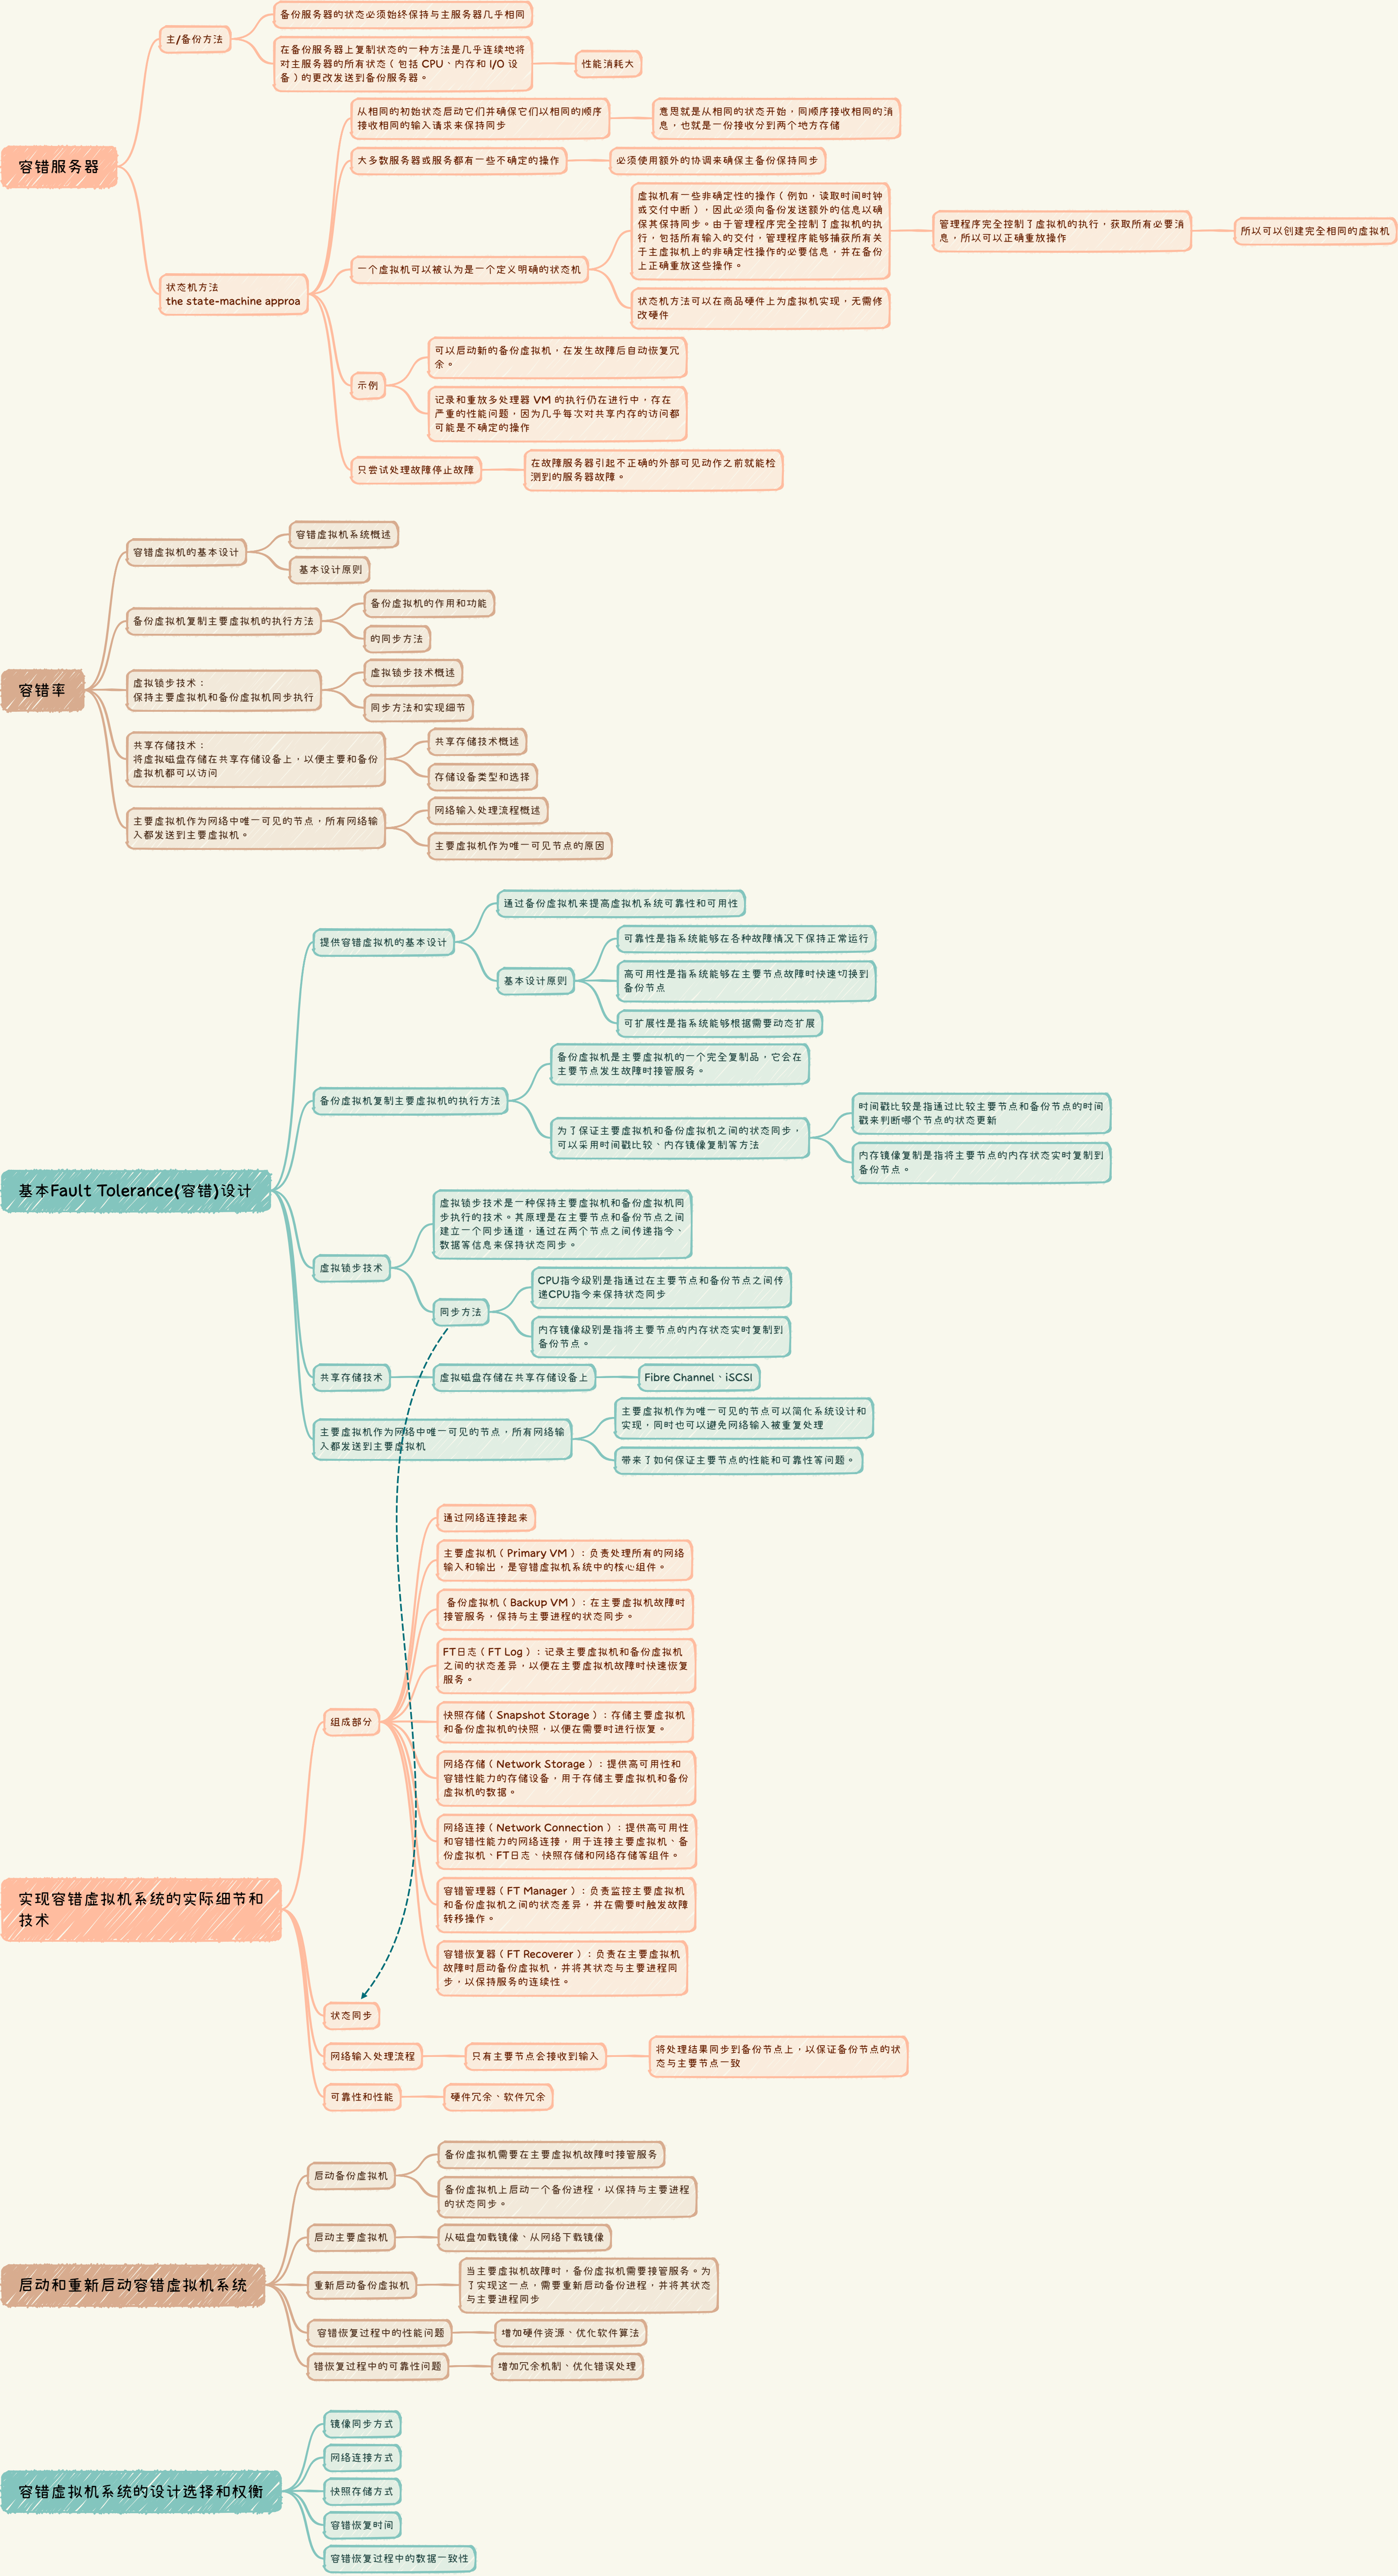 容错服务器
主/备份方法
备份服务器的状态必须始终保持与主服务器几乎相同
在备份服务器上复制状态的一种方法是几乎连续地将
对主服务器的所有状态（包括 CPU、内存和 I/O 设
备）的更改发送到备份服务器。
性能消耗大
状态机方法
the state-machine approa
从相同的初始状态启动它们并确保它们以相同的顺序
接收相同的输入请求来保持同步
意思就是从相同的状态开始，同顺序接收相同的消
息，也就是一份接收分到两个地方存储
大多数服务器或服务都有一些不确定的操作
必须使用额外的协调来确保主备份保持同步
一个虚拟机可以被认为是一个定义明确的状态机
虚拟机有一些非确定性的操作（例如，读取时间时钟
或交付中断），因此必须向备份发送额外的信息以确
保其保持同步。由于管理程序完全控制了虚拟机的执
行，包括所有输入的交付，管理程序能够捕获所有关
于主虚拟机上的非确定性操作的必要信息，并在备份
上正确重放这些操作。
管理程序完全控制了虚拟机的执行，获取所有必要消
息，所以可以正确重放操作
所以可以创建完全相同的虚拟机
状态机方法可以在商品硬件上为虚拟机实现，无需修
改硬件
示例
可以启动新的备份虚拟机，在发生故障后自动恢复冗
余。
记录和重放多处理器 VM 的执行仍在进行中，存在
严重的性能问题，因为几乎每次对共享内存的访问都
可能是不确定的操作
只尝试处理故障停止故障
在故障服务器引起不正确的外部可见动作之前就能检
测到的服务器故障。
容错率
容错虚拟机的基本设计
容错虚拟机系统概述
基本设计原则
备份虚拟机复制主要虚拟机的执行方法
备份虚拟机的作用和功能
的同步方法
虚拟锁步技术：
保持主要虚拟机和备份虚拟机同步执行
虚拟锁步技术概述
同步方法和实现细节
共享存储技术：
将虚拟磁盘存储在共享存储设备上，以便主要和备份
虚拟机都可以访问
共享存储技术概述
存储设备类型和选择
主要虚拟机作为网络中唯一可见的节点，所有网络输
入都发送到主要虚拟机。
网络输入处理流程概述
主要虚拟机作为唯一可见节点的原因
基本Fault Tolerance(容错)设计
提供容错虚拟机的基本设计
通过备份虚拟机来提高虚拟机系统可靠性和可用性
基本设计原则
可靠性是指系统能够在各种故障情况下保持正常运行
高可用性是指系统能够在主要节点故障时快速切换到
备份节点
可扩展性是指系统能够根据需要动态扩展
备份虚拟机复制主要虚拟机的执行方法
备份虚拟机是主要虚拟机的一个完全复制品，它会在
主要节点发生故障时接管服务。
为了保证主要虚拟机和备份虚拟机之间的状态同步，
可以采用时间戳比较、内存镜像复制等方法
时间戳比较是指通过比较主要节点和备份节点的时间
戳来判断哪个节点的状态更新
内存镜像复制是指将主要节点的内存状态实时复制到
备份节点。
虚拟锁步技术
虚拟锁步技术是一种保持主要虚拟机和备份虚拟机同
步执行的技术。其原理是在主要节点和备份节点之间
建立一个同步通道，通过在两个节点之间传递指令、
数据等信息来保持状态同步。
同步方法
CPU指令级别是指通过在主要节点和备份节点之间传
递CPU指令来保持状态同步
内存镜像级别是指将主要节点的内存状态实时复制到
备份节点。
共享存储技术
虚拟磁盘存储在共享存储设备上
Fibre Channel、iSCSI
主要虚拟机作为网络中唯一可见的节点，所有网络输
入都发送到主要虚拟机
主要虚拟机作为唯一可见的节点可以简化系统设计和
实现，同时也可以避免网络输入被重复处理
带来了如何保证主要节点的性能和可靠性等问题。
实现容错虚拟机系统的实际细节和
技术
组成部分
通过网络连接起来
主要虚拟机（Primary VM）：负责处理所有的网络
输入和输出，是容错虚拟机系统中的核心组件。
备份虚拟机（Backup VM）：在主要虚拟机故障时
接管服务，保持与主要进程的状态同步。
FT日志（FT Log）：记录主要虚拟机和备份虚拟机
之间的状态差异，以便在主要虚拟机故障时快速恢复
服务。
快照存储（Snapshot Storage）：存储主要虚拟机
和备份虚拟机的快照，以便在需要时进行恢复。
网络存储（Network Storage）：提供高可用性和
容错性能力的存储设备，用于存储主要虚拟机和备份
虚拟机的数据。
网络连接（Network Connection）：提供高可用性
和容错性能力的网络连接，用于连接主要虚拟机、备
份虚拟机、FT日志、快照存储和网络存储等组件。
容错管理器（FT Manager）：负责监控主要虚拟机
和备份虚拟机之间的状态差异，并在需要时触发故障
转移操作。
容错恢复器（FT Recoverer）：负责在主要虚拟机
故障时启动备份虚拟机，并将其状态与主要进程同
步，以保持服务的连续性。
状态同步
网络输入处理流程
只有主要节点会接收到输入
将处理结果同步到备份节点上，以保证备份节点的状
态与主要节点一致
可靠性和性能
硬件冗余、软件冗余
启动和重新启动容错虚拟机系统
启动备份虚拟机
备份虚拟机需要在主要虚拟机故障时接管服务
备份虚拟机上启动一个备份进程，以保持与主要进程
的状态同步。
启动主要虚拟机
从磁盘加载镜像、从网络下载镜像
重新启动备份虚拟机
当主要虚拟机故障时，备份虚拟机需要接管服务。为
了实现这一点，需要重新启动备份进程，并将其状态
与主要进程同步
容错恢复过程中的性能问题
增加硬件资源、优化软件算法
错恢复过程中的可靠性问题
增加冗余机制、优化错误处理
容错虚拟机系统的设计选择和权衡
镜像同步方式
网络连接方式
快照存储方式
容错恢复时间
容错恢复过程中的数据一致性